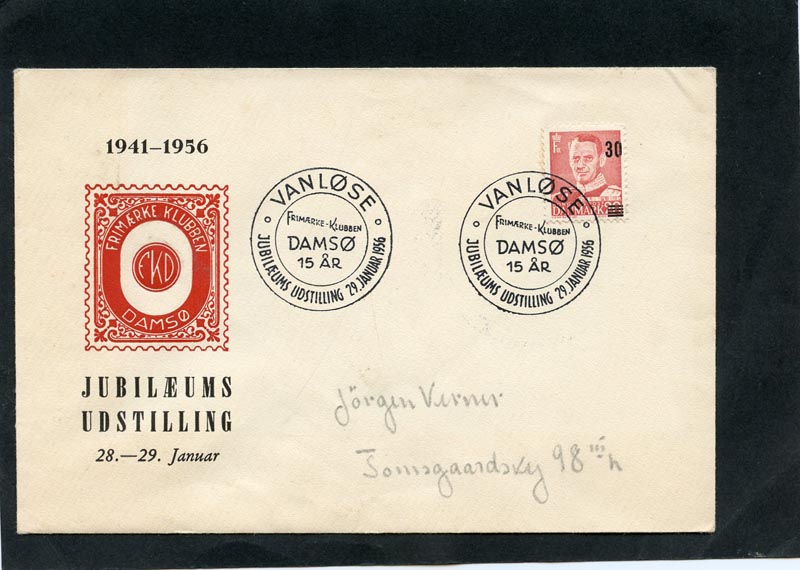 1941–1956
FRIMÆRKE KLUBBEN
FKD
DAMSØ
JUBILÆUMS
UDSTILLING
28.—29. Januar
VANLØSE
FRIMÆRKE-KLUBBEN
DAMSØ
15 ÅR
JUBILÆUMS UDSTILLING 29. JANUAR 1956
30
DANMARK
VANLØSE
FRIMÆRKE-KLUBBEN
DAMSØ
15 ÅR
JUBILÆUMS UDSTILLING 29. JANUAR 1956
Jörgen Verner
98